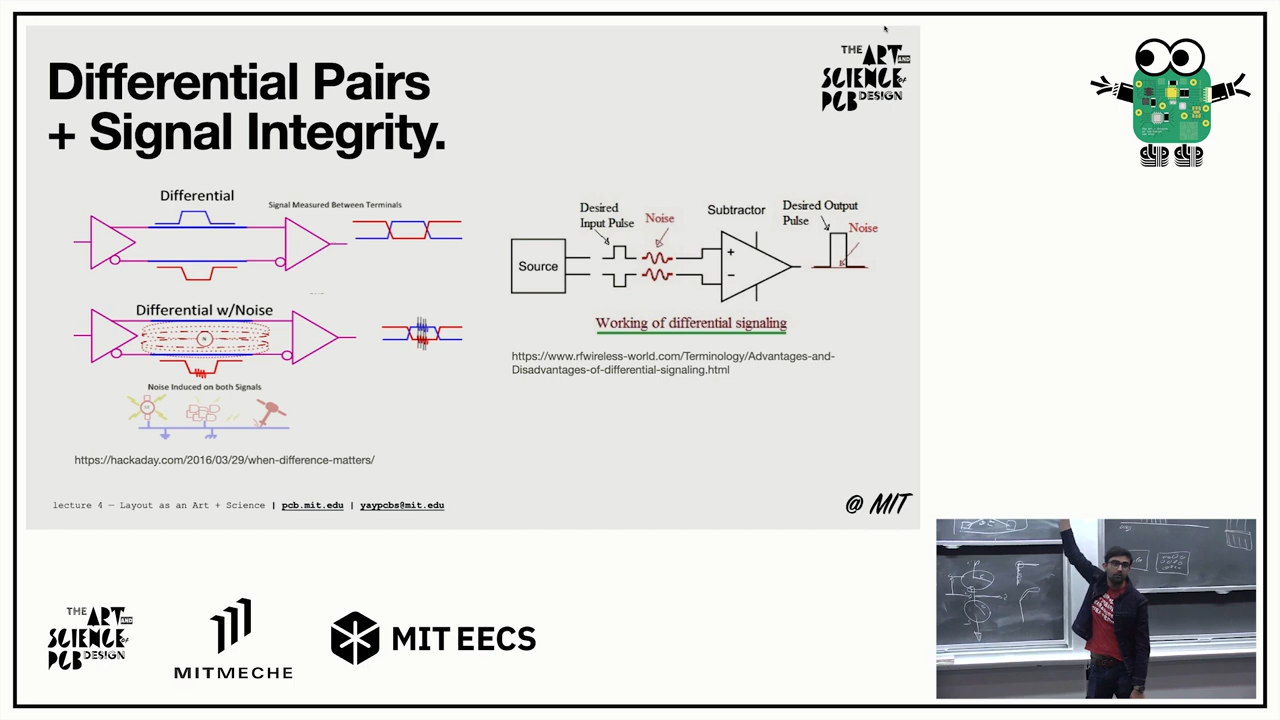 Differential Pairs
+ Signal Integrity.
THE ART AND
SCIENCE of
PCB DESIGN
Differential
Signal Measured Between Terminals
Differential w/Noise
N
Noise Induced on both Signals
https://hackaday.com/2016/03/29/when-difference-matters/
Desired
Input Pulse
Noise
Subtractor
Desired Output
Pulse
Noise
Source
+
−
Working of differential signaling
https://www.rfwireless-world.com/Terminology/Advantages-and-
Disadvantages-of-differential-signaling.html
lecture 4 — Layout as an Art + Science | pcb.mit.edu | yaypcbs@mit.edu
@ MIT
THE ART AND
SCIENCE of
PCB DESIGN
MITMECHE
MIT EECS